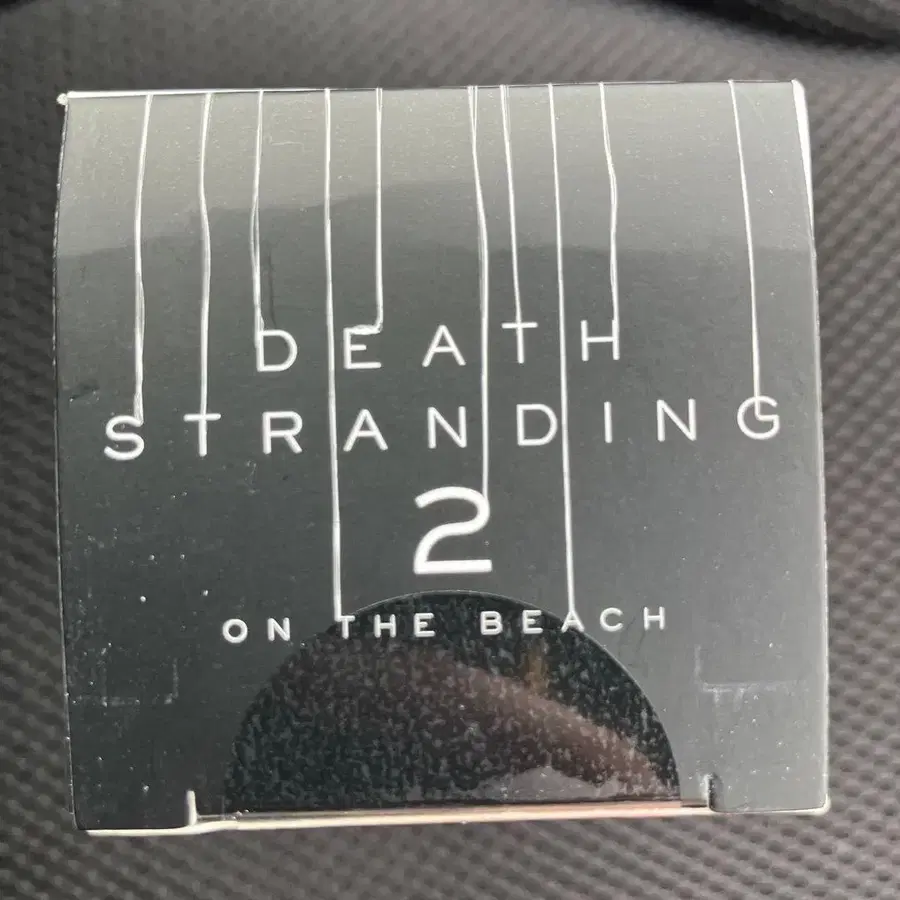 DEATH
STRANDING
2
ON THE BEACH